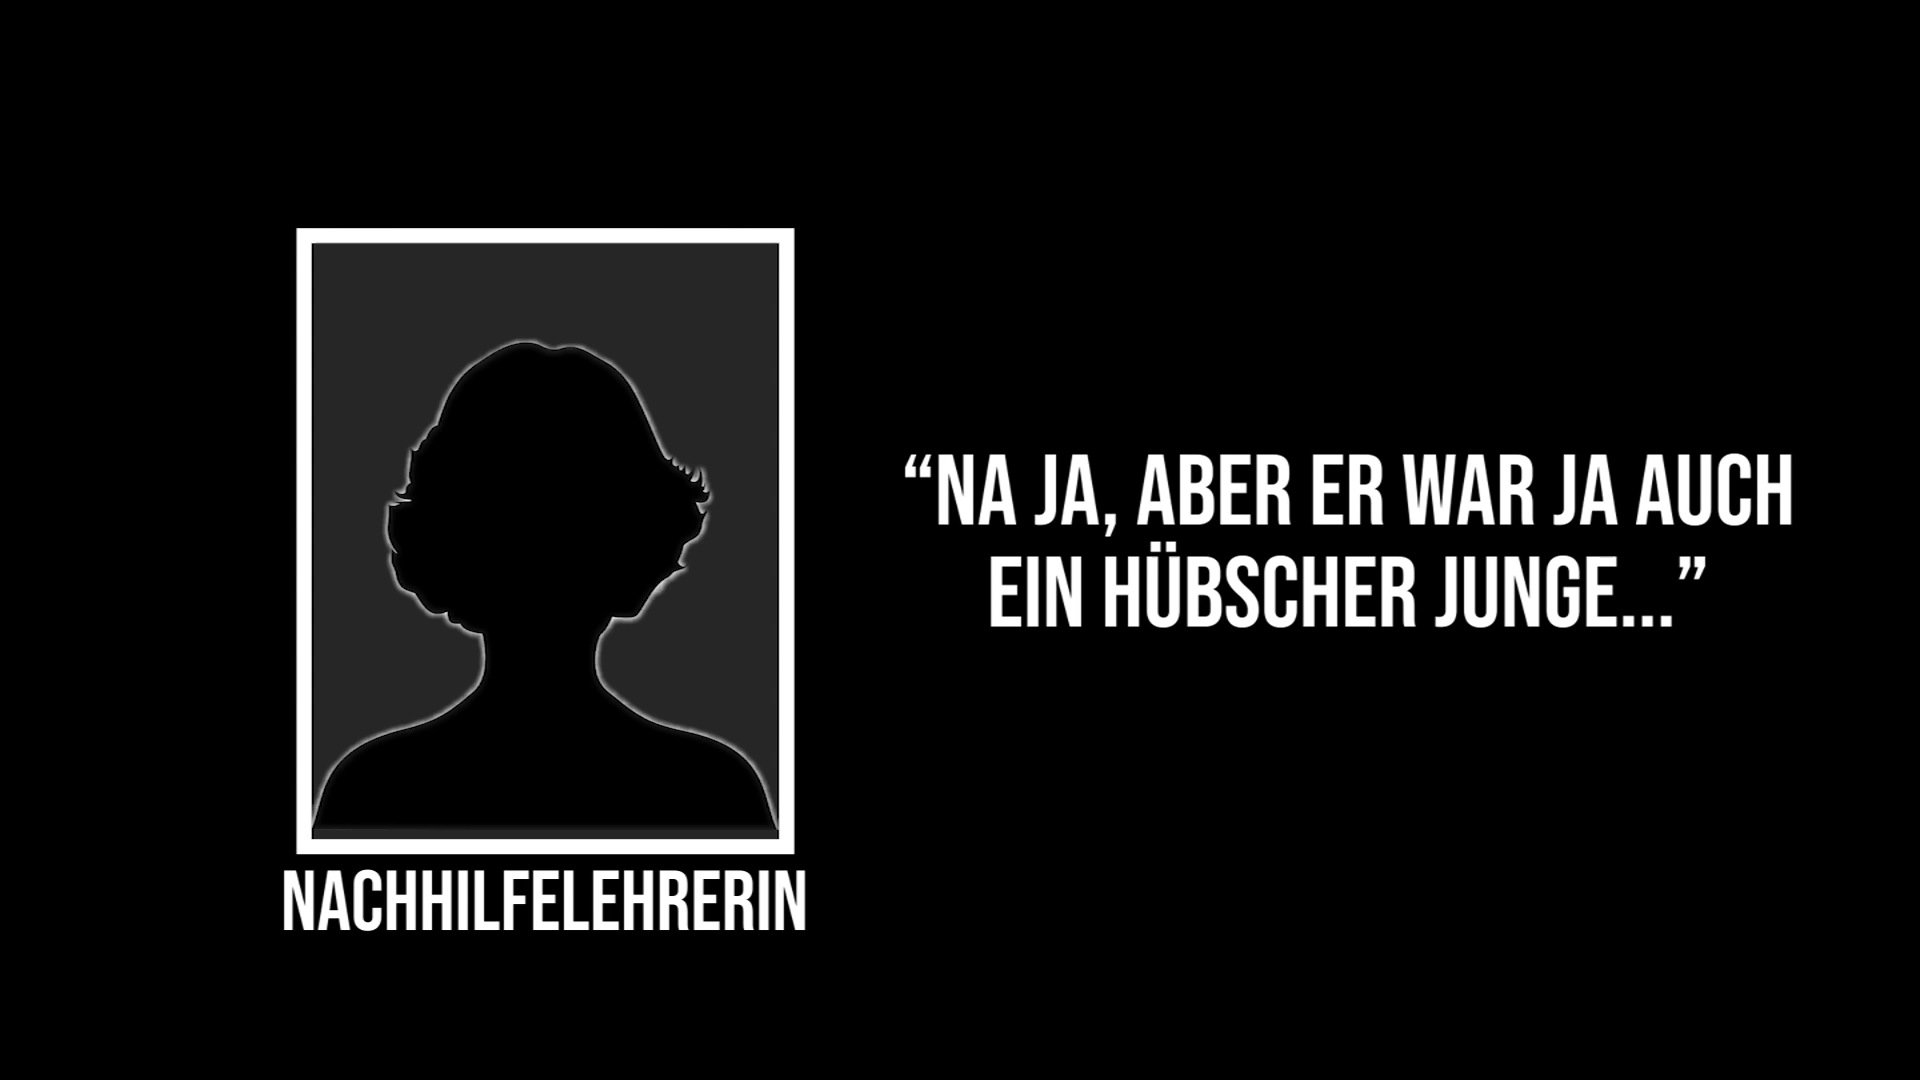 “NA JA, ABER ER WAR JA AUCH
EIN HÜBSCHER JUNGE...”
NACHHILFELEHRERIN